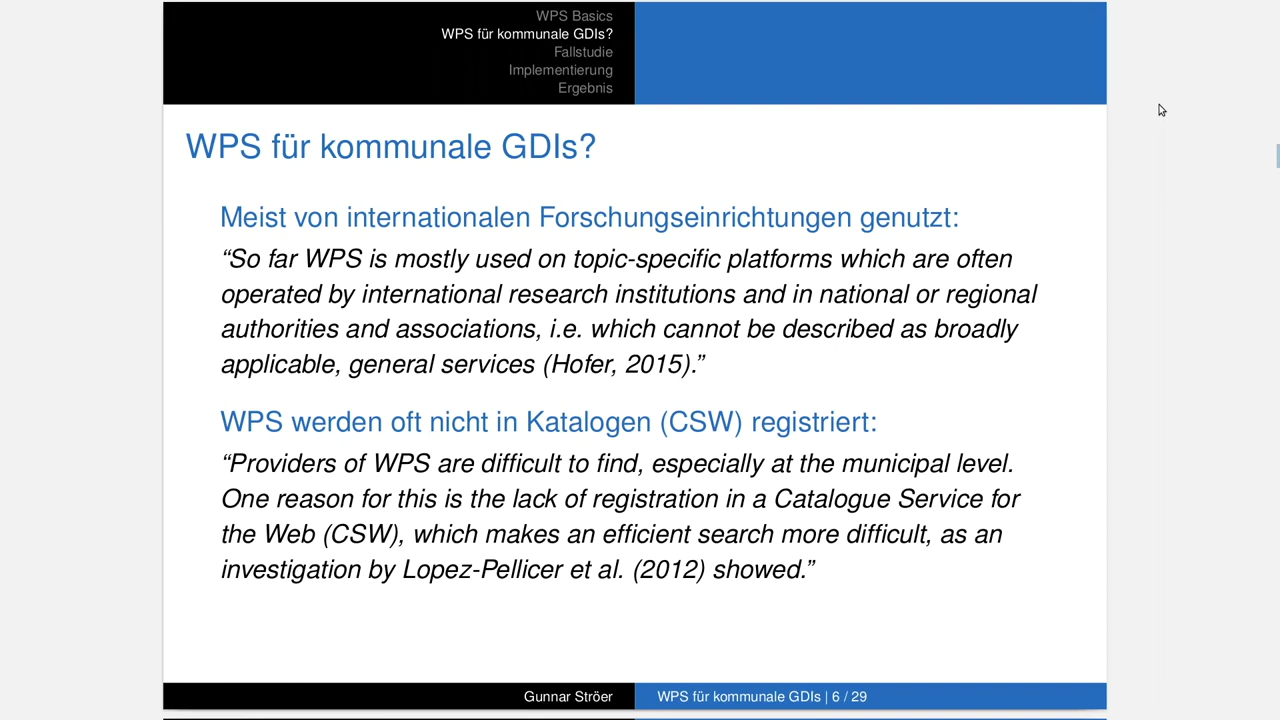 WPS Basics
WPS für kommunale GDIs?
Fallstudie
Implementierung
Ergebnis
WPS für kommunale GDIs?
Meist von internationalen Forschungseinrichtungen genutzt:
“So far WPS is mostly used on topic-specific platforms which are often
operated by international research institutions and in national or regional
authorities and associations, i.e. which cannot be described as broadly
applicable, general services (Hofer, 2015).”
WPS werden oft nicht in Katalogen (CSW) registriert:
“Providers of WPS are difficult to find, especially at the municipal level.
One reason for this is the lack of registration in a Catalogue Service for
the Web (CSW), which makes an efficient search more difficult, as an
investigation by Lopez-Pellicer et al. (2012) showed.”
Gunnar Ströer
WPS für kommunale GDIs | 6 / 29